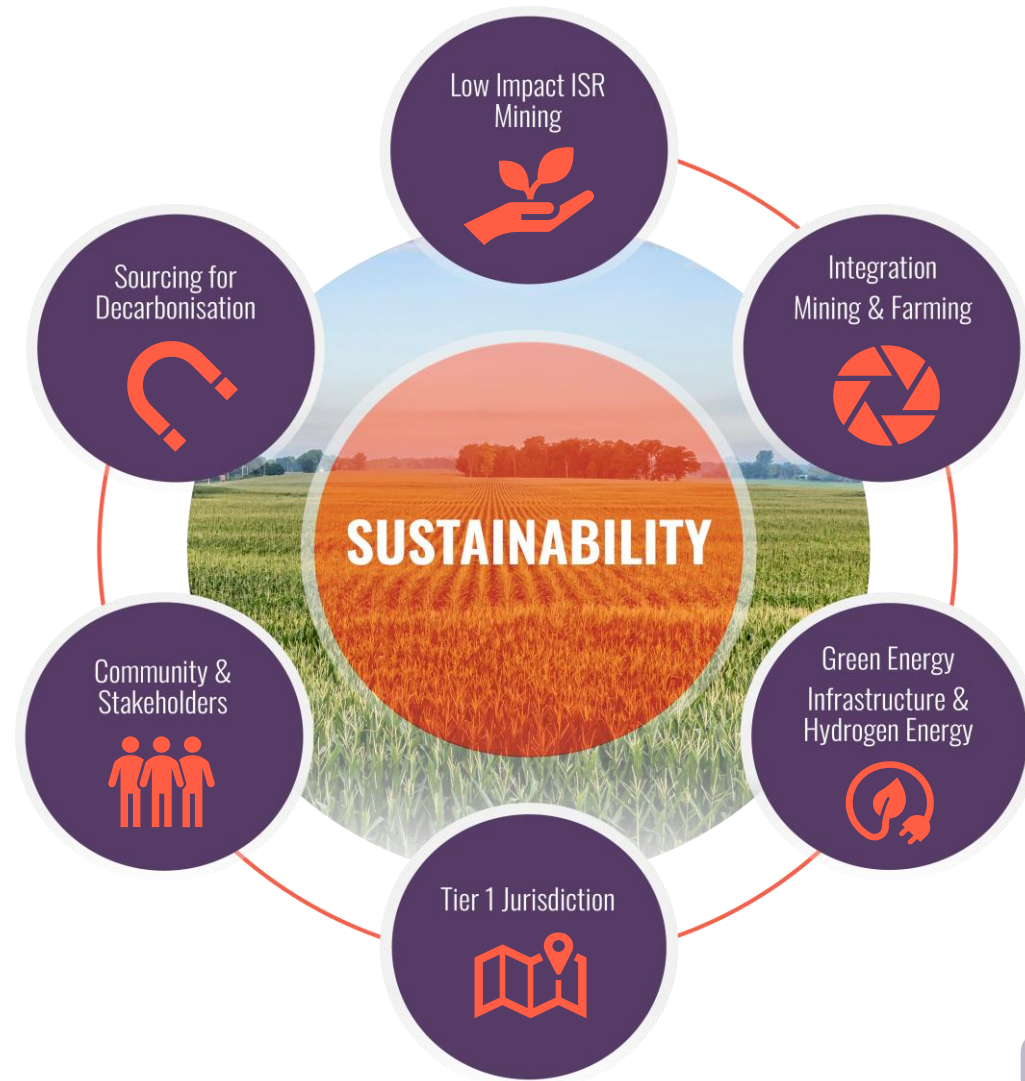 Low Impact ISR
Mining
Integration
Mining & Farming
Sourcing for
Decarbonisation
SUSTAINABILITY
Green Energy
Infrastructure &
Hydrogen Energy
Community &
Stakeholders
Tier 1 Jurisdiction